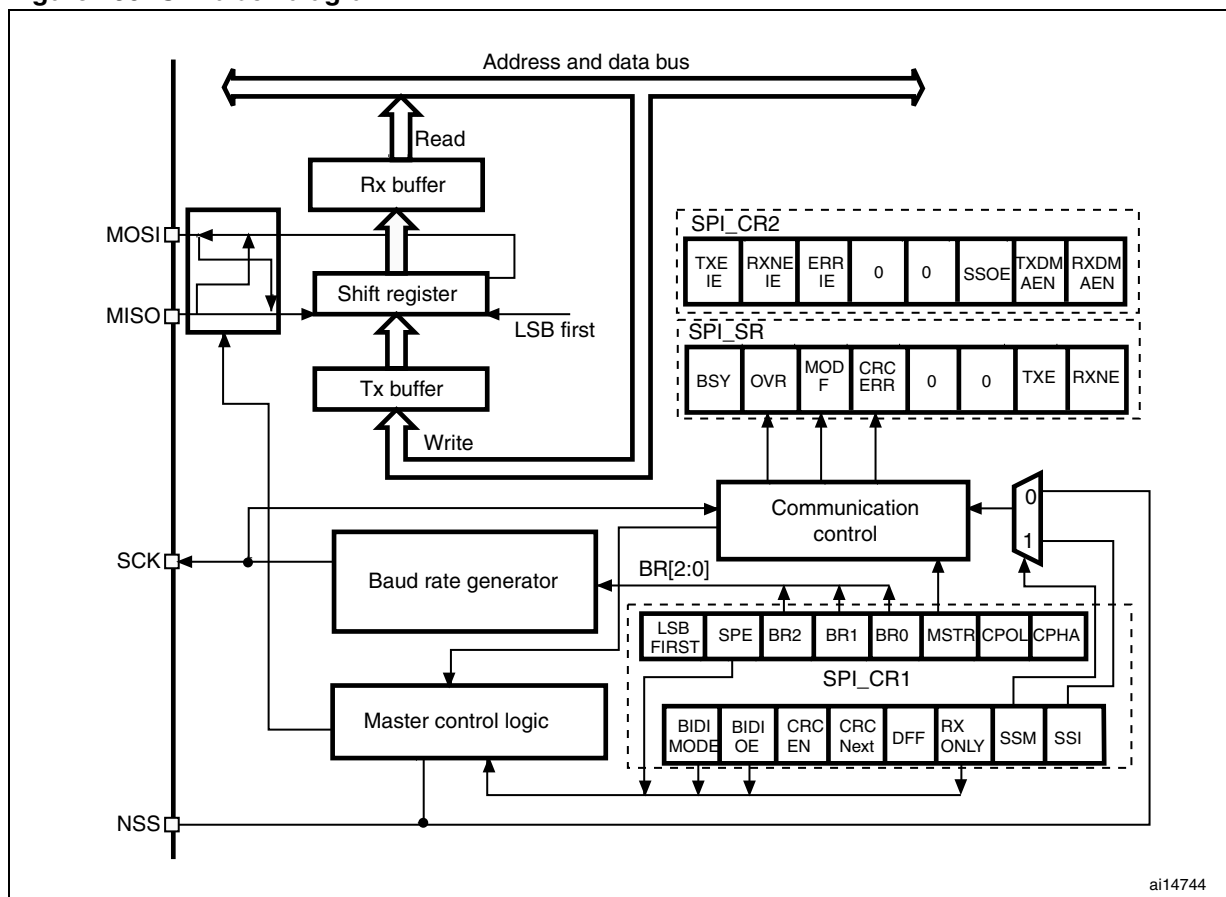 Address and data bus
Read
Rx buffer
MOSI
Shift register
MISO
LSB first
Tx buffer
Write
SPI_CR2
TXE IE
RXNE IE
ERR IE
0
0
SSOE
TXDM AEN
RXDM AEN
SPI_SR
BSY
OVR
MOD F
CRC ERR
0
0
TXE
RXNE
Communication control
0
1
SCK
Baud rate generator
BR[2:0]
LSB FIRST
SPE
BR2
BR1
BR0
MSTR
CPOL
CPHA
SPI_CR1
Master control logic
BIDI MODE
BIDI OE
CRC EN
CRC Next
DFF
RX ONLY
SSM
SSI
NSS
ai14744